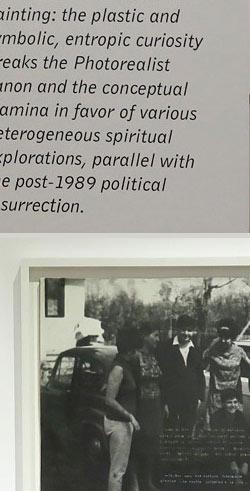 ainting: the plastic and
ymbolic, entropic curiosity
reaks the Photorealist
anon and the conceptual
amina in favor of various
eterogeneous spiritual
xplorations, parallel with
e post-1989 political
surrection.